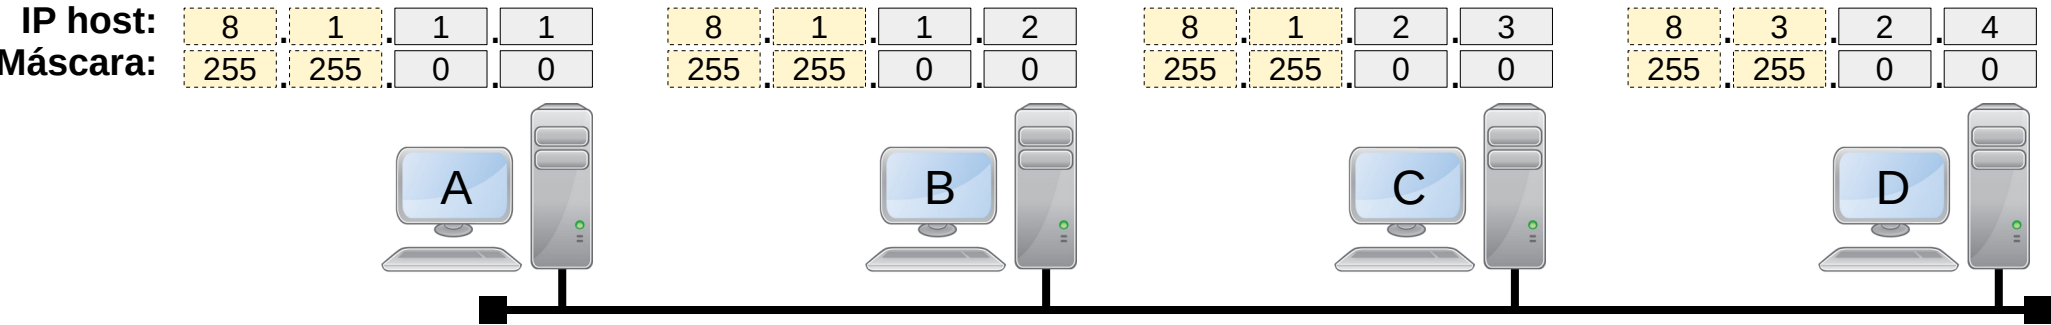 IP host: 8 . 1 . 1 . 1 8 . 1 . 1 . 2 8 . 1 . 2 . 3 8 . 3 . 2 . 4
Máscara: 255 . 255 . 0 . 0 255 . 255 . 0 . 0 255 . 255 . 0 . 0 255 . 255 . 0 . 0
A B C D